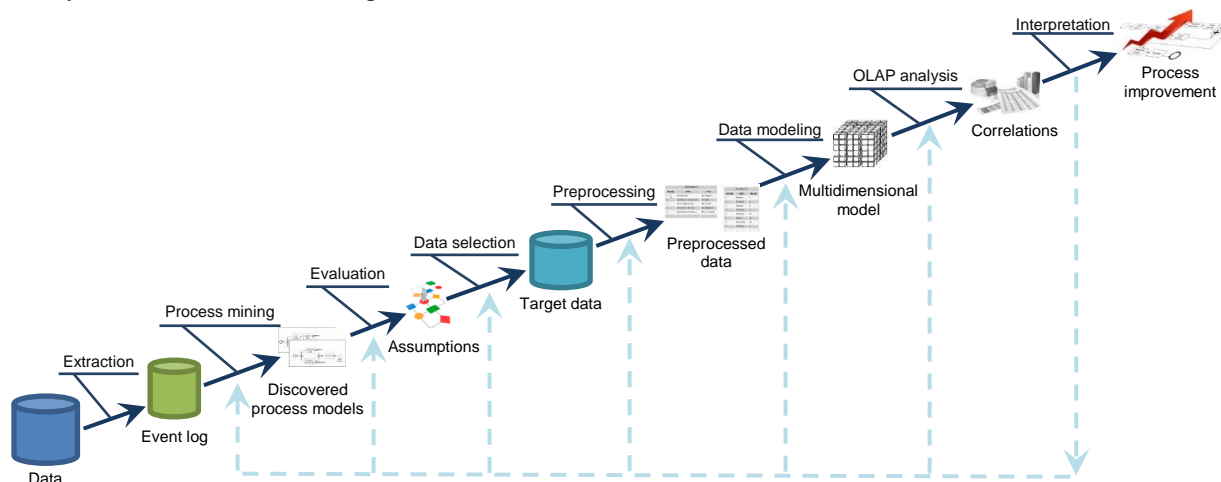 Interpretation
Process
improvement
OLAP analysis
Correlations
Data modeling
Multidimensional
model
Preprocessing
Preprocessed
data
Data selection
Target data
Evaluation
Assumptions
Process mining
Discovered
process models
Extraction
Event log
Data